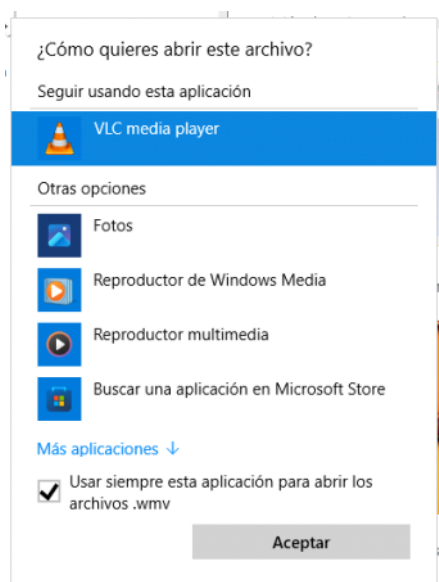 ¿Cómo quieres abrir este archivo?
Seguir usando esta aplicación
VLC media player
Otras opciones
Fotos
Reproductor de Windows Media
Reproductor multimedia
Buscar una aplicación en Microsoft Store
Más aplicaciones ↓
Usar siempre esta aplicación para abrir los
archivos .wmv
Aceptar